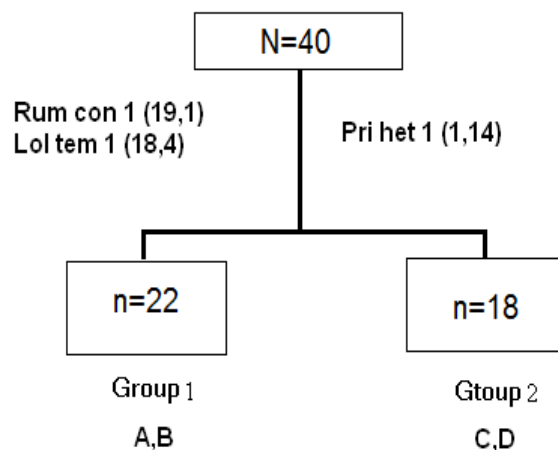 N=40
Rum con 1 (19,1)
Lol tem 1 (18,4)
Pri het 1 (1,14)
n=22
n=18
Group 1
Gtoup 2
A,B
C,D